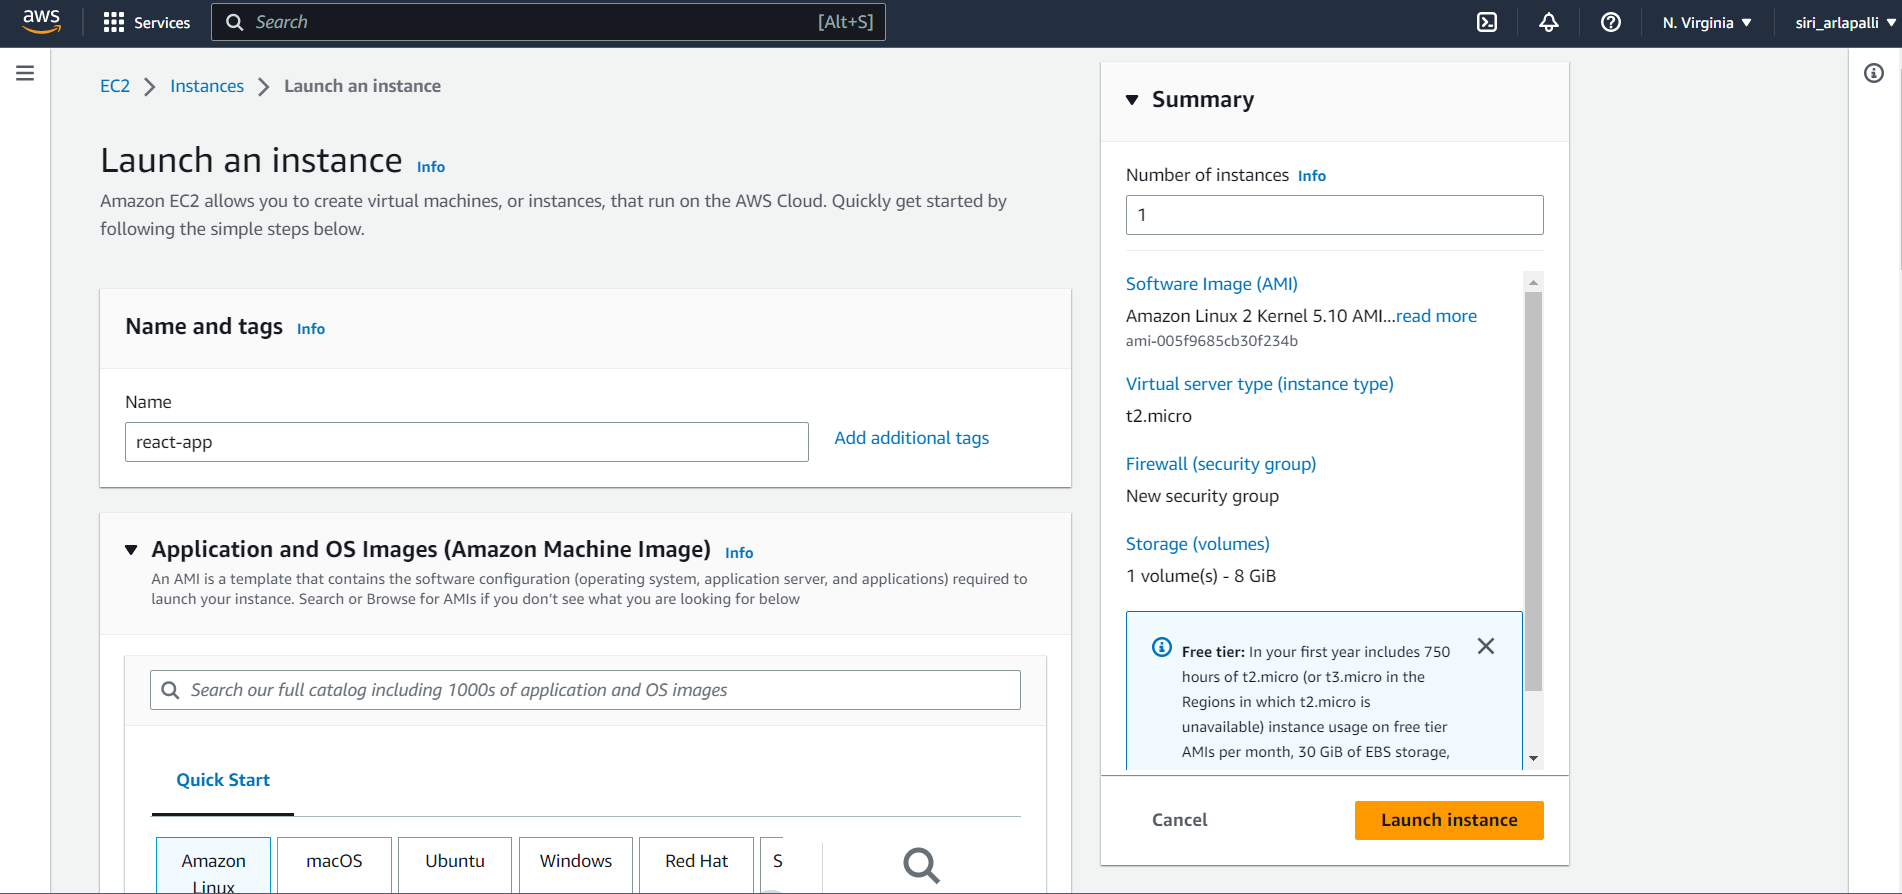 aws
Services
Search [Alt+S]
N. Virginia
siri_arlapalli
EC2 Instances Launch an instance
Launch an instance Info
Amazon EC2 allows you to create virtual machines, or instances, that run on the AWS Cloud. Quickly get started by
following the simple steps below.
Name and tags Info
Name
react-app
Add additional tags
Application and OS Images (Amazon Machine Image) Info
An AMI is a template that contains the software configuration (operating system, application server, and applications) required to
launch your instance. Search or Browse for AMIs if you don't see what you are looking for below
Search our full catalog including 1000s of application and OS images
Quick Start
Amazon
Linux
macOS
Ubuntu
Windows
Red Hat
S
Summary
Number of instances Info
1
Software Image (AMI)
Amazon Linux 2 Kernel 5.10 AMI...read more
ami-005f9685cb30f234b
Virtual server type (instance type)
t2.micro
Firewall (security group)
New security group
Storage (volumes)
1 volume(s) - 8 GiB
Free tier: In your first year includes 750
hours of t2.micro (or t3.micro in the
Regions in which t2.micro is
unavailable) instance usage on free tier
AMIs per month, 30 GiB of EBS storage,
Cancel
Launch instance